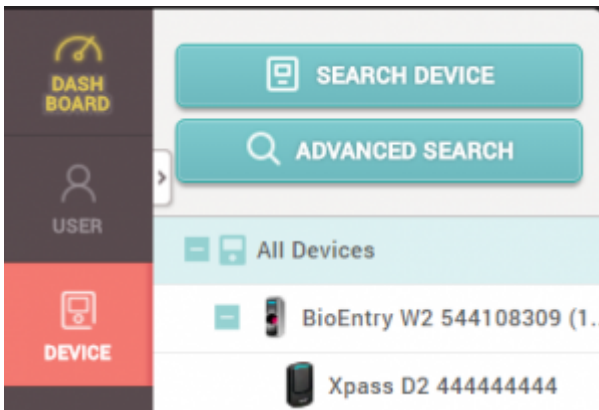 DASH
BOARD
USER
DEVICE
SEARCH DEVICE
ADVANCED SEARCH
All Devices
BioEntry W2 544108309 (1..
Xpass D2 444444444